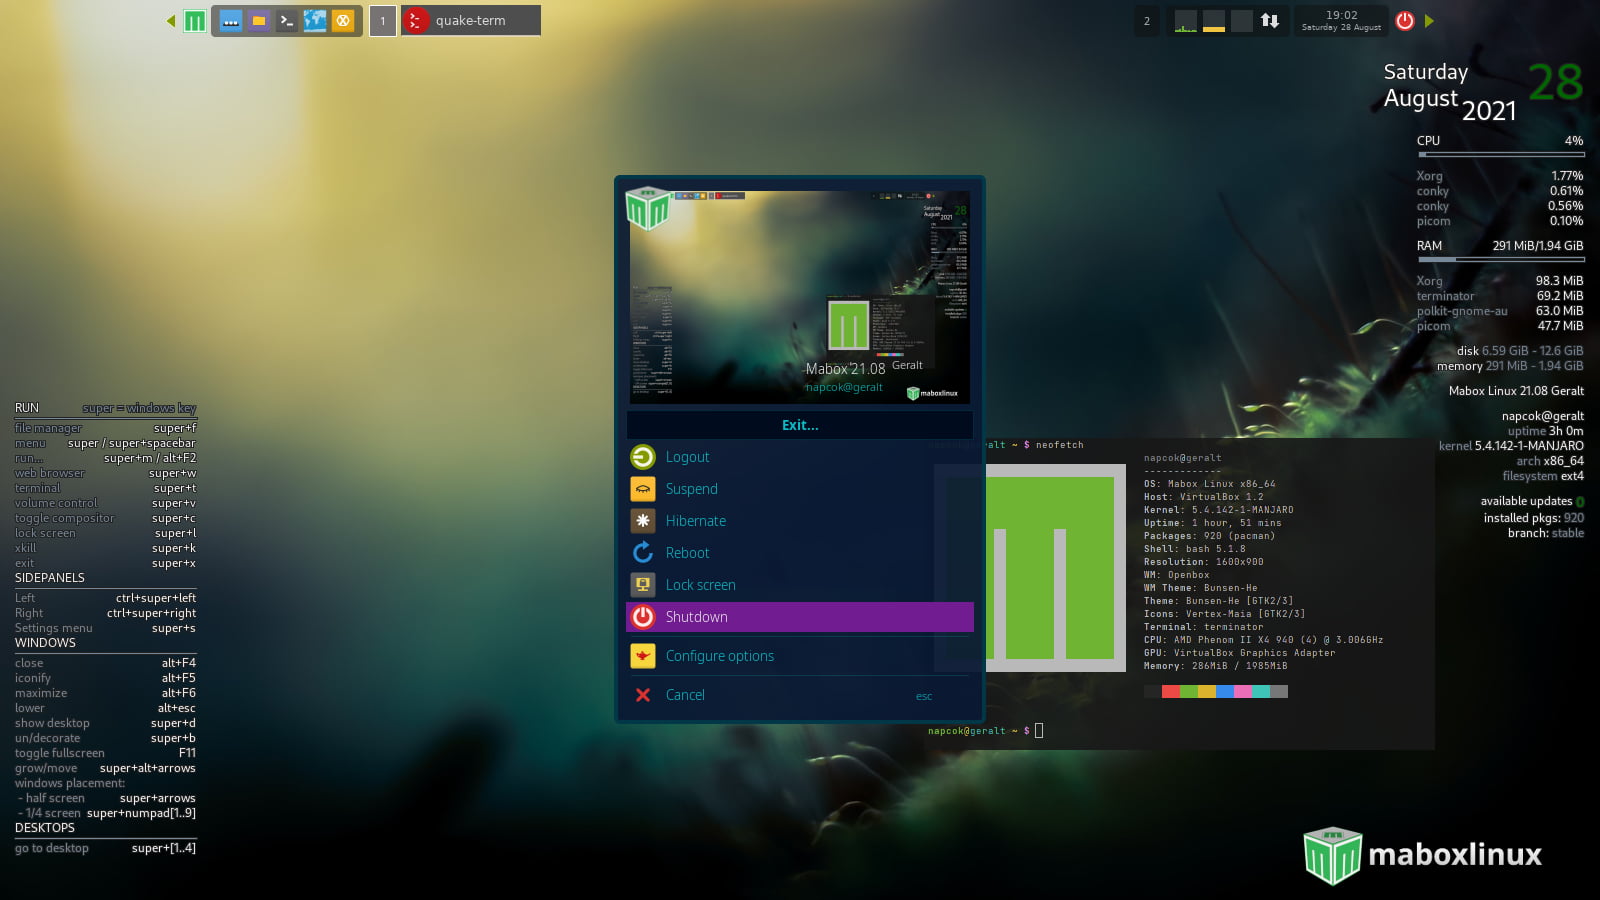 1
quake-term
2
19:02
Saturday 28 August
Saturday 28
August 2021
CPU 4%
Xorg 1.77%
conky 0.61%
conky 0.56%
picom 0.10%
RAM 291 MiB/1.94 GiB
Xorg 98.3 MiB
terminator 69.2 MiB
polkit-gnome-au 63.0 MiB
picom 47.7 MiB
disk 6.59 GiB - 12.6 GiB
memory 291 MiB - 1.94 GiB
Mabox Linux 21.08 Geralt
napcok@geralt
uptime 3h 0m
kernel 5.4.142-1-MANJARO
arch x86_64
filesystem ext4
available updates 0
installed pkgs: 920
branch: stable
RUN super = windows key
file manager super+f
menu super / super+spacebar
run... super+m / alt+F2
web browser super+w
terminal super+t
volume control super+v
toggle compositor super+c
lock screen super+l
xkill super+k
exit super+x
SIDEPANELS
Left ctrl+super+left
Right ctrl+super+right
Settings menu super+s
WINDOWS
close alt+F4
iconify alt+F5
maximize alt+F6
lower alt+esc
show desktop super+d
un/decorate super+b
toggle fullscreen F11
grow/move super+alt+arrows
windows placement:
- half screen super+arrows
- 1/4 screen super+numpad[1..9]
DESKTOPS
go to desktop super+[1..4]
Saturday 28
August 2021
Mabox 21.08 Geralt
napcok@geralt
maboxlinux
Exit...
Logout
Suspend
Hibernate
Reboot
Lock screen
Shutdown
Configure options
Cancel esc
alt ~ $ neofetch
napcok@geralt
-------------
OS: Mabox Linux x86_64
Host: VirtualBox 1.2
Kernel: 5.4.142-1-MANJARO
Uptime: 1 hour, 51 mins
Packages: 920 (pacman)
Shell: bash 5.1.8
Resolution: 1600x900
WM: Openbox
WM Theme: Bunsen-He
Theme: Bunsen-He [GTK2/3]
Icons: Vertex-Maia [GTK2/3]
Terminal: terminator
CPU: AMD Phenom II X4 940 (4) @ 3.006GHz
GPU: VirtualBox Graphics Adapter
Memory: 286MiB / 1985MiB
napcok@geralt ~ $
maboxlinux